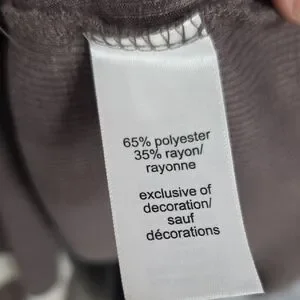 65% polyester
35% rayon/
rayonne
exclusive of
decoration/
sauf
décorations